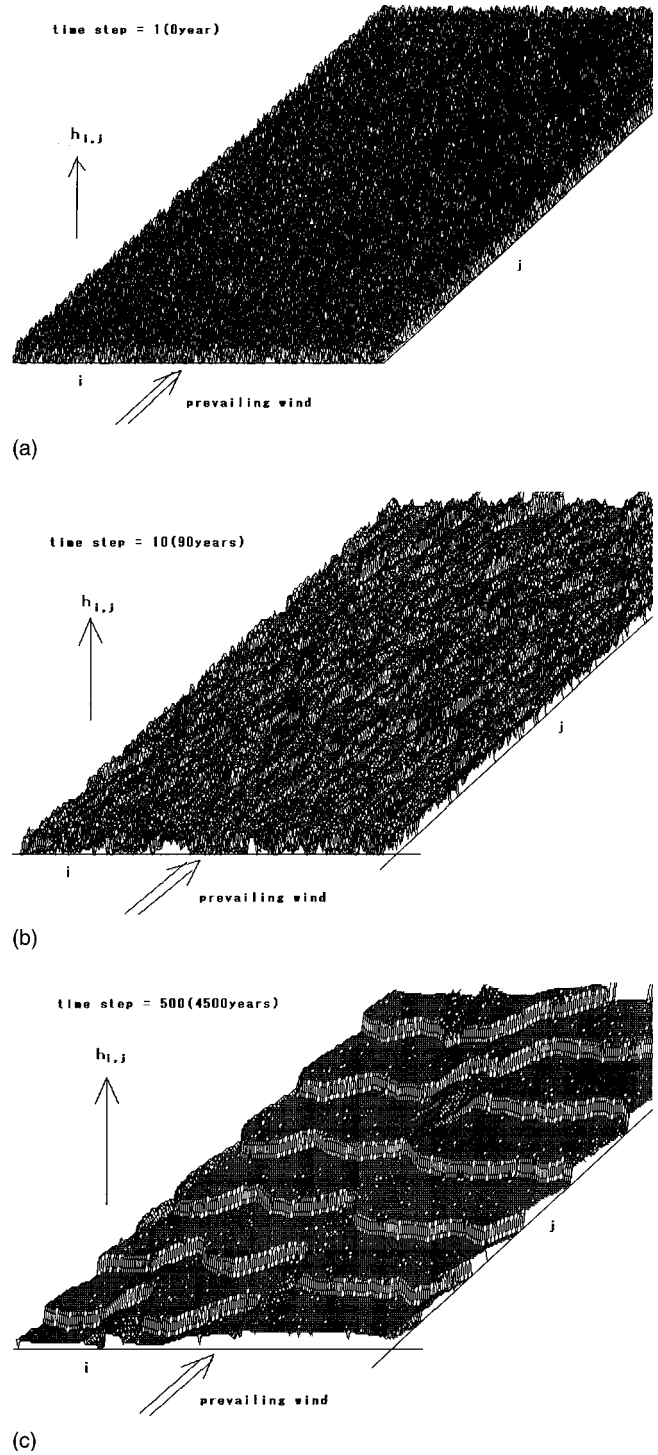 time step = 1(0year)
h i,j
j
i
prevailing wind
(a)
time step = 10(90years)
h i,j
j
i
prevailing wind
(b)
time step = 500(4500years)
h i,j
j
i
prevailing wind
(c)